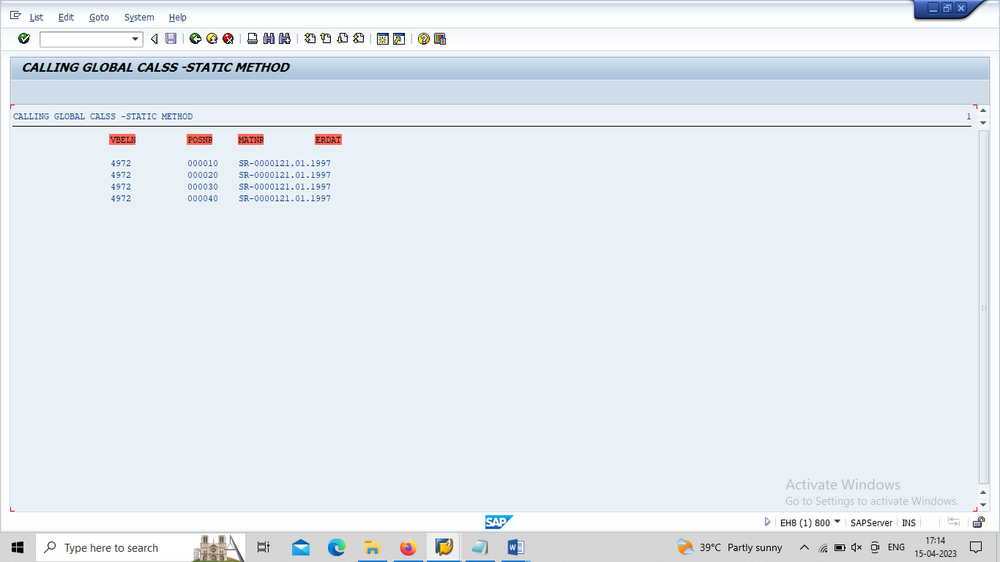 List Edit Goto System Help
CALLING GLOBAL CALSS -STATIC METHOD
CALLING GLOBAL CALSS -STATIC METHOD 1
VBELN POSNR MATNR ERDAT
4972 000010 SR-0000121.01.1997
4972 000020 SR-0000121.01.1997
4972 000030 SR-0000121.01.1997
4972 000040 SR-0000121.01.1997
Activate Windows
Go to Settings to activate Windows.
SAP EH8 (1) 800 SAPServer INS
Type here to search 39°C Partly sunny ENG 17:14
15-04-2023